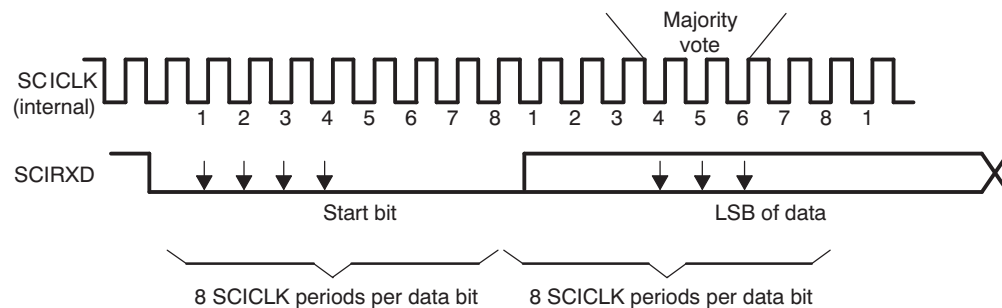 Majority
vote
SCICLK
(internal)
1 2 3 4 5 6 7 8 1 2 3 4 5 6 7 8 1
SCIRXD
Start bit LSB of data
8 SCICLK periods per data bit 8 SCICLK periods per data bit